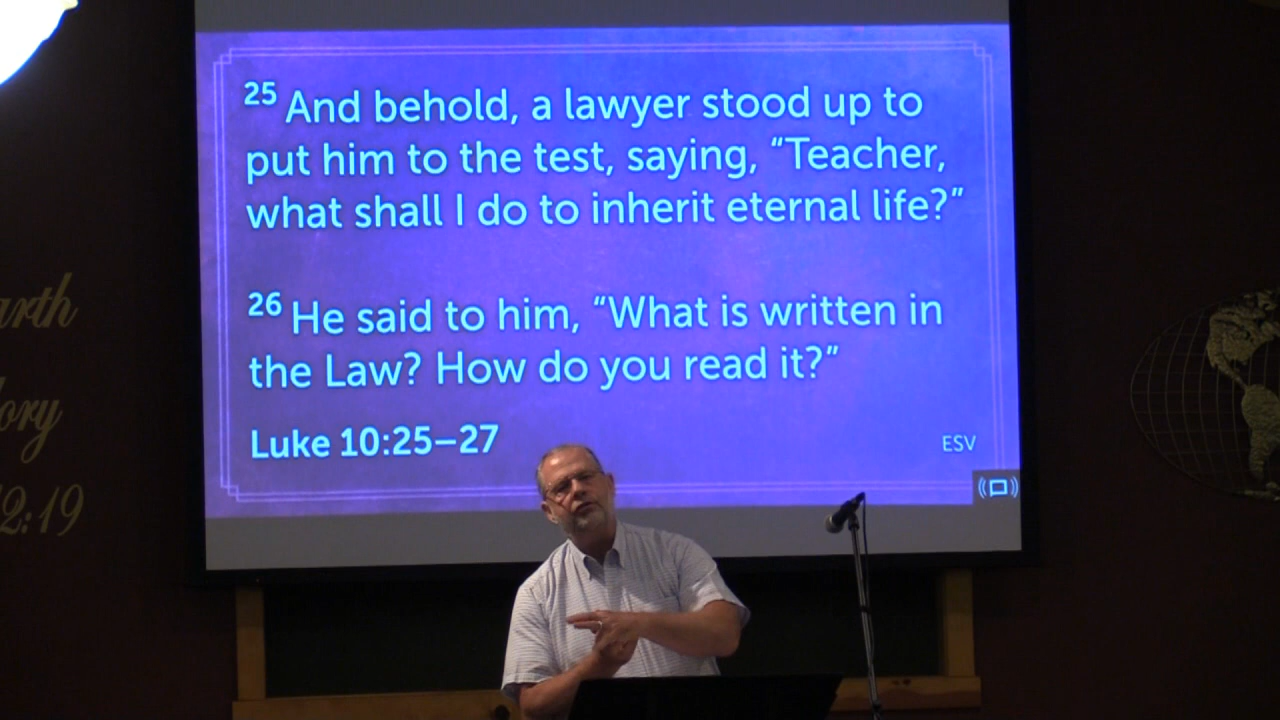 25 And behold, a lawyer stood up to
put him to the test, saying, “Teacher,
what shall I do to inherit eternal life?”
26 He said to him, “What is written in
the Law? How do you read it?”
Luke 10:25–27
ESV
2:19